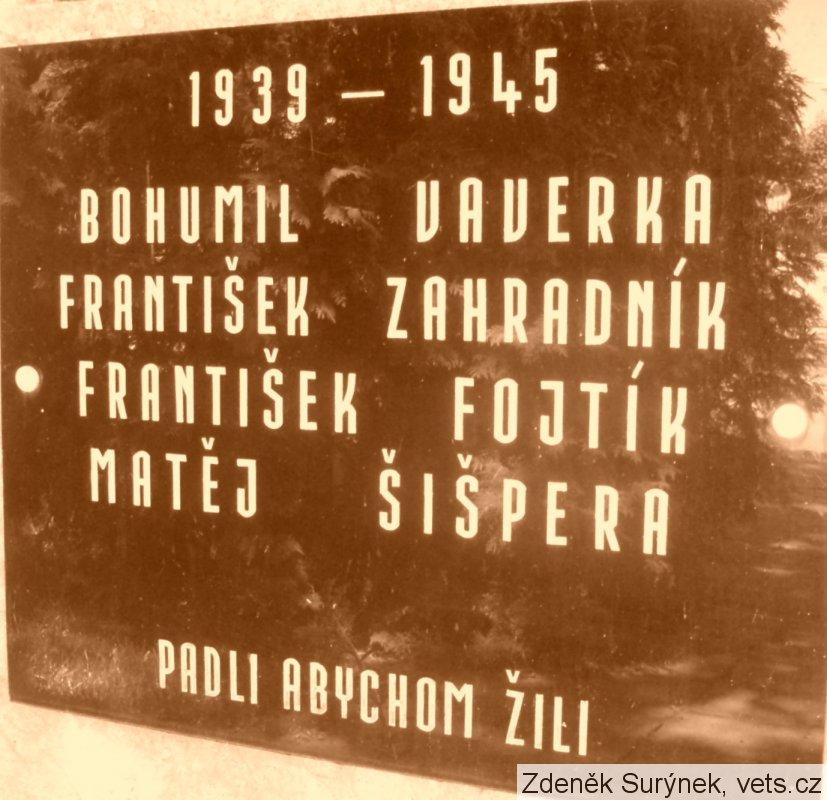 1939 – 1945
BOHUMIL VAVERKA
FRANTIŠEK ZAHRADNÍK
FRANTIŠEK FOJTÍK
MATĚJ ŠIŠPERA
PADLI ABYCHOM ŽILI
Zdeněk Surýnek, vets.cz